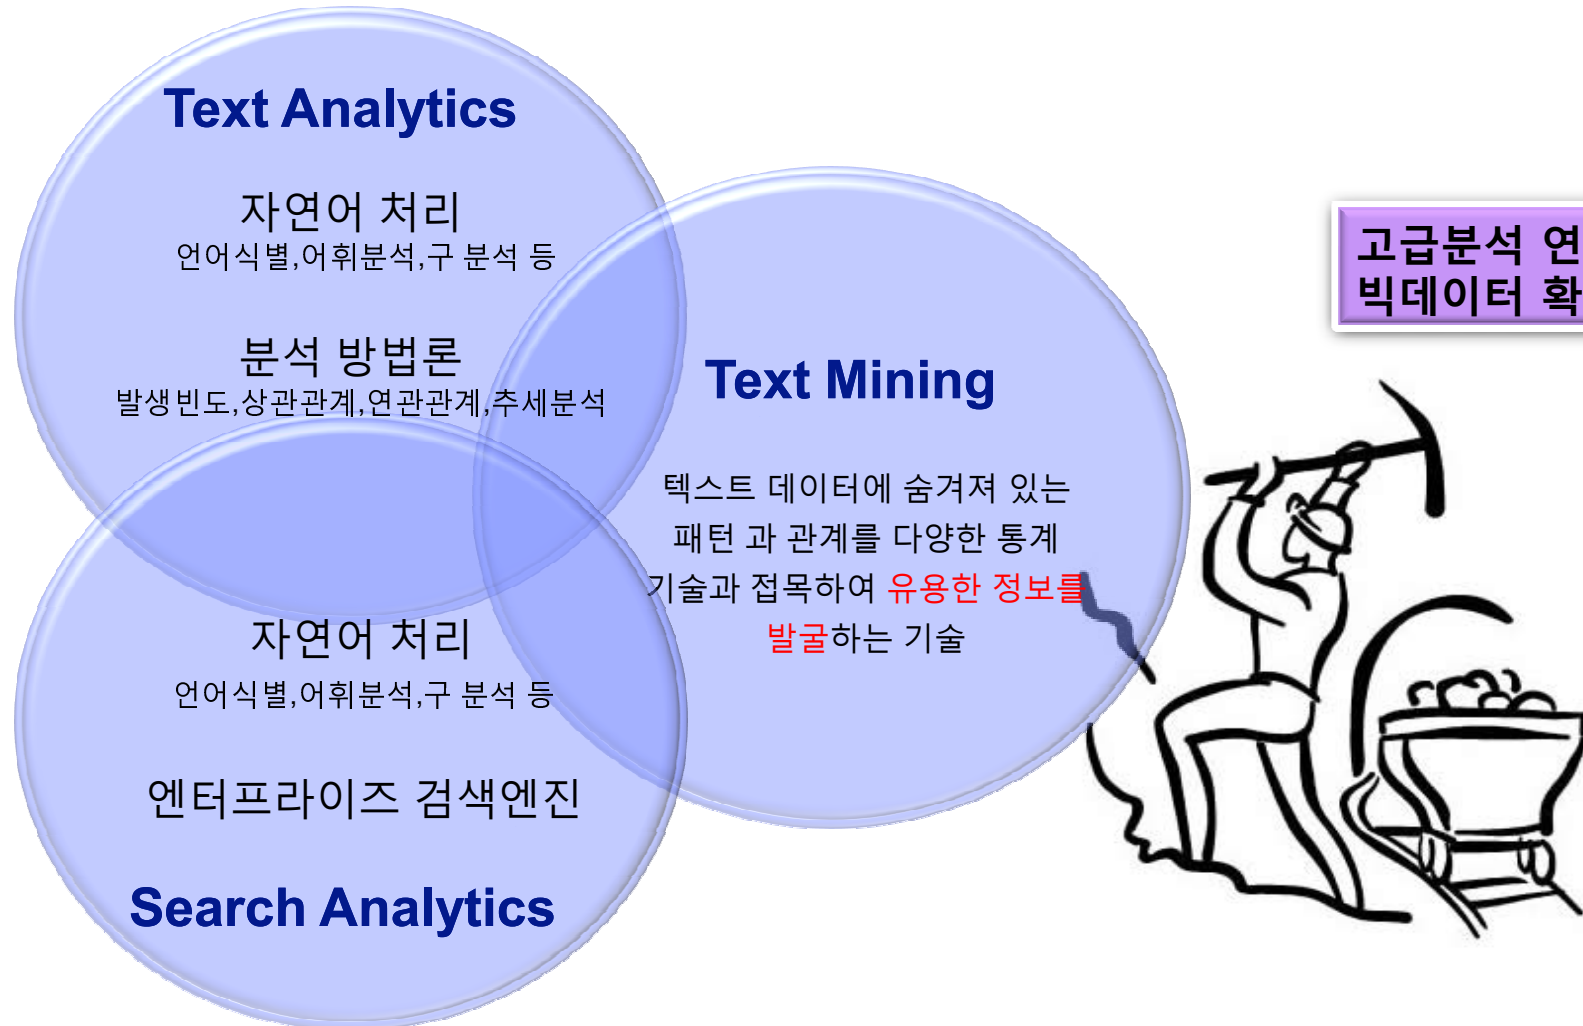 Text Analytics
자연어 처리
언어식별,어휘분석,구 분석 등
분석 방법론
발생빈도,상관관계,연관관계,추세분석
자연어 처리
언어식별,어휘분석,구 분석 등
엔터프라이즈 검색엔진
Search Analytics
Text Mining
텍스트 데이터에 숨겨져 있는
패턴 과 관계를 다양한 통계
기술과 접목하여 유용한 정보를
발굴하는 기술
고급분석 연
빅데이터 확